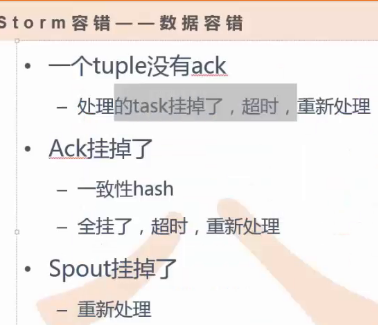 Storm容错——数据容错
一个tuple没有ack
处理的task挂掉了，超时，重新处理
Ack挂掉了
一致性hash
全挂了，超时，重新处理
Spout挂掉了
重新处理